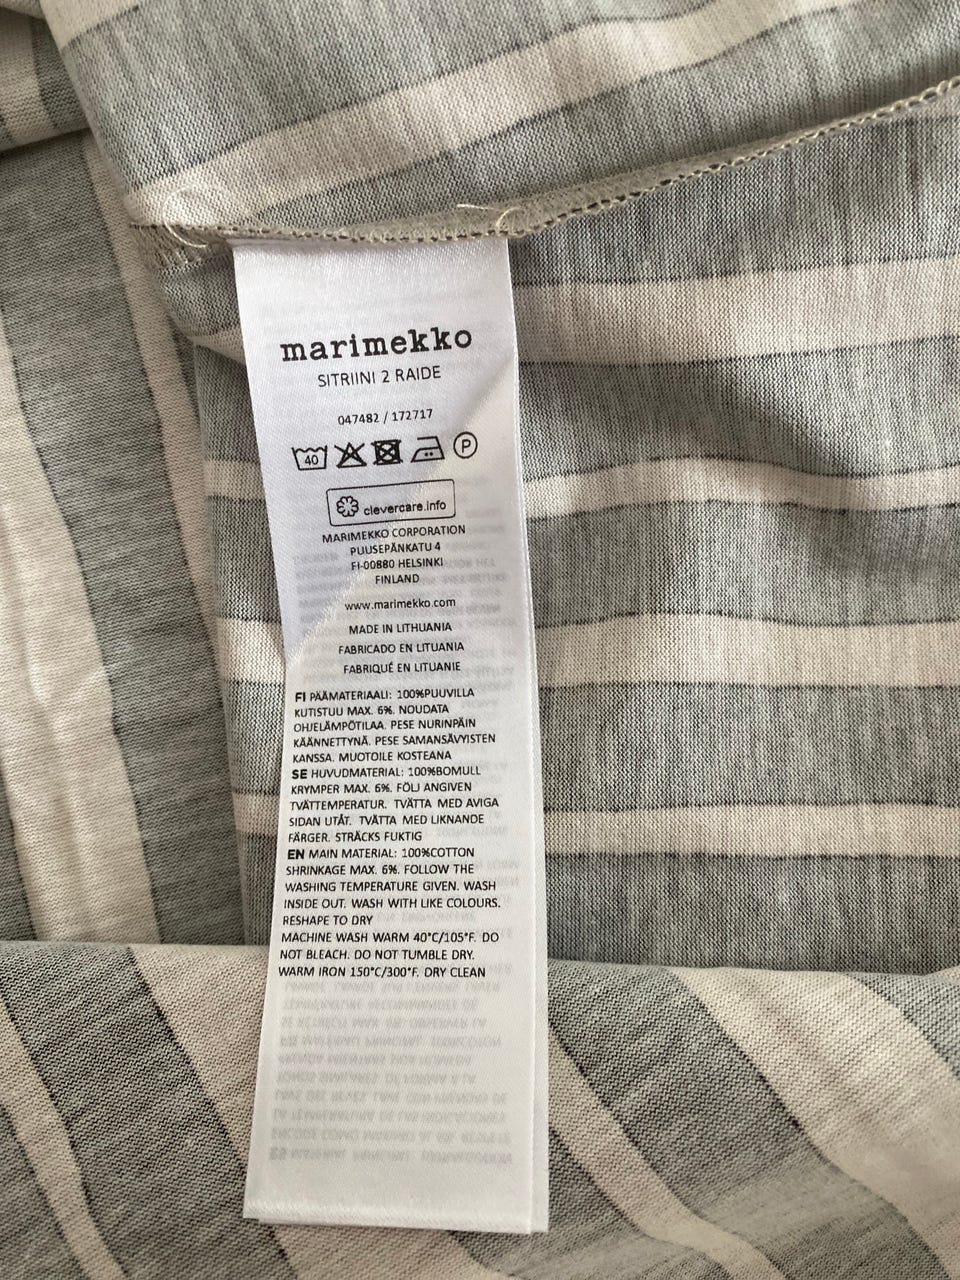 marimekko
SITRIINI 2 RAIDE
047482 / 172717
40 P
clevercare.info
MARIMEKKO CORPORATION
PUUSEPÄNKATU 4
FI-00880 HELSINKI
FINLAND
www.marimekko.com
MADE IN LITHUANIA
FABRICADO EN LITUANIA
FABRIQUÉ EN LITUANIE
FI PÄÄMATERIAALI: 100%PUUVILLA
KUTISTUU MAX. 6%. NOUDATA
OHJELÄMPÖTILAA. PESE NURINPÄIN
KÄÄNNETTYNÄ. PESE SAMANSÄVYISTEN
KANSSA. MUOTOILE KOSTEANA
SE HUVUDMATERIAL: 100%BOMULL
KRYMPER MAX. 6%. FÖLJ ANGIVEN
TVÄTTEMPERATUR. TVÄTTA MED AVIGA
SIDAN UTÅT. TVÄTTA MED LIKNANDE
FÄRGER. STRÄCKS FUKTIG
EN MAIN MATERIAL: 100%COTTON
SHRINKAGE MAX. 6%. FOLLOW THE
WASHING TEMPERATURE GIVEN. WASH
INSIDE OUT. WASH WITH LIKE COLOURS.
RESHAPE TO DRY
MACHINE WASH WARM 40°C/105°F. DO
NOT BLEACH. DO NOT TUMBLE DRY.
WARM IRON 150°C/300°F. DRY CLEAN